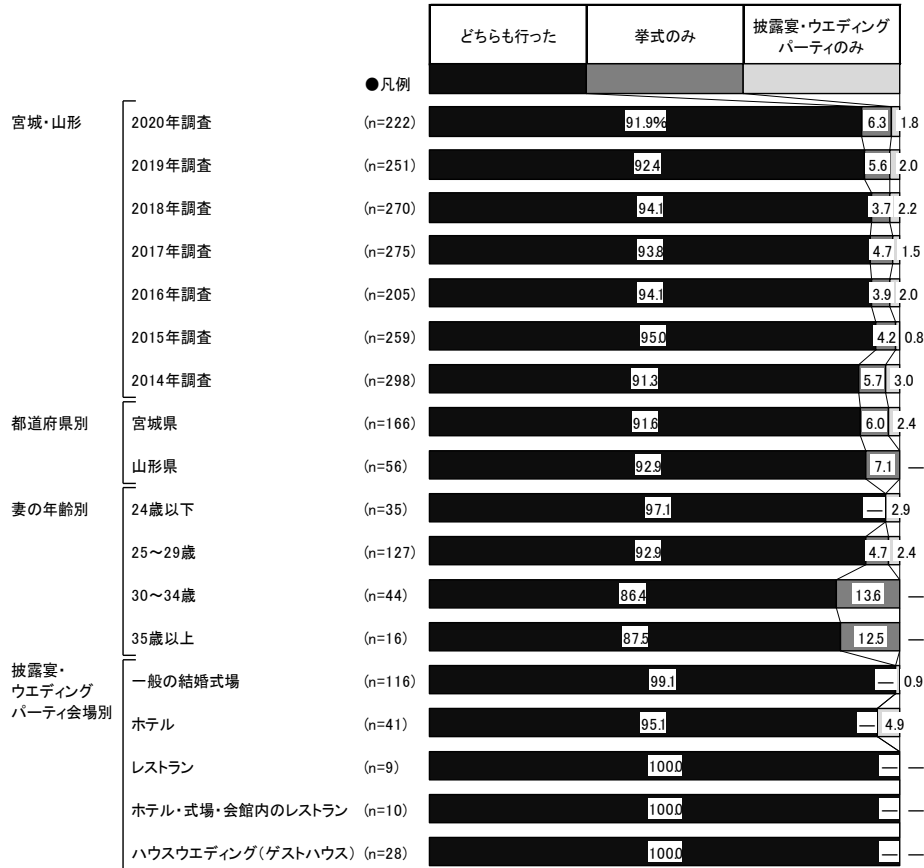 どちらも行った 挙式のみ 披露宴・ウエディング
パーティのみ
●凡例
宮城・山形 2020年調査 (n=222) 91.9% 6.3 1.8
2019年調査 (n=251) 92.4 5.6 2.0
2018年調査 (n=270) 94.1 3.7 2.2
2017年調査 (n=275) 93.8 4.7 1.5
2016年調査 (n=205) 94.1 3.9 2.0
2015年調査 (n=259) 95.0 4.2 0.8
2014年調査 (n=298) 91.3 5.7 3.0
都道府県別 宮城県 (n=166) 91.6 6.0 2.4
山形県 (n=56) 92.9 7.1 ―
妻の年齢別 24歳以下 (n=35) 97.1 ― 2.9
25～29歳 (n=127) 92.9 4.7 2.4
30～34歳 (n=44) 86.4 13.6 ―
35歳以上 (n=16) 87.5 12.5 ―
披露宴・
ウエディング
パーティ会場別
一般の結婚式場 (n=116) 99.1 ― 0.9
ホテル (n=41) 95.1 ― 4.9
レストラン (n=9) 100.0 ― ―
ホテル・式場・会館内のレストラン (n=10) 100.0 ― ―
ハウスウエディング(ゲストハウス) (n=28) 100.0 ― ―